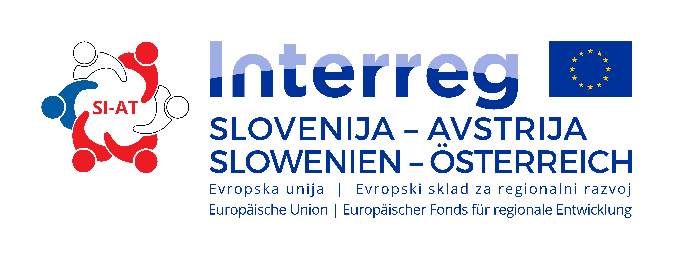 SI-AT
Interreg
SLOVENIJA – AVSTRIJA
SLOWENIEN – ÖSTERREICH
Evropska unija | Evropski sklad za regionalni razvoj
Europäische Union | Europäischer Fonds für regionale Entwicklung